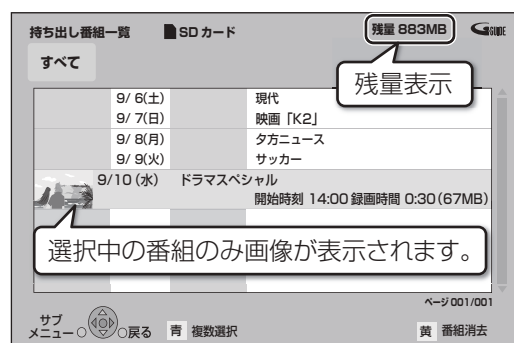 持ち出し番組一覧 SDカード 残量 883MB GGUIDE
すべて
残量表示
9/ 6(土) 現代
9/ 7(日) 映画「K2」
9/ 8(月) 夕方ニュース
9/ 9(火) サッカー
9/10(水) ドラマスペシャル
開始時刻 14:00 録画時間 0:30(67MB)
選択中の番組のみ画像が表示されます。
ページ 001/001
サブ
メニュー 戻る 青 複数選択 黄 番組消去